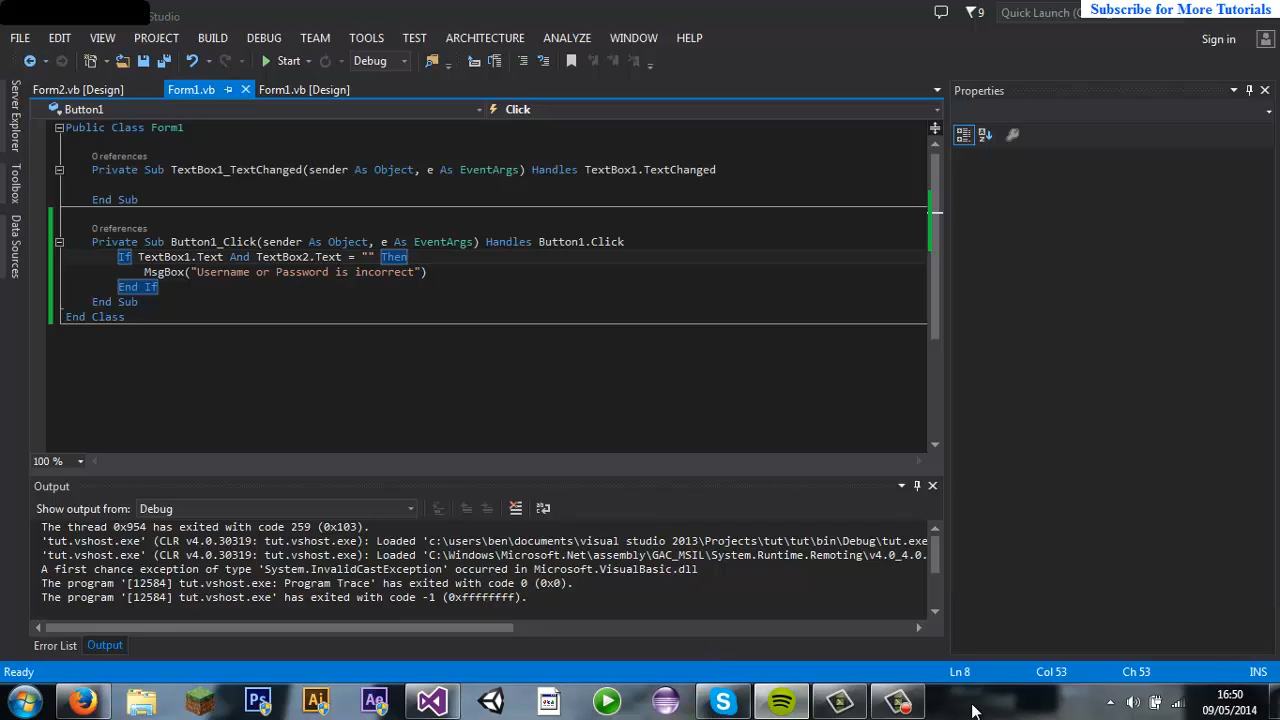 Studio
9
Quick Launch (C
Subscribe for More Tutorials
FILE EDIT VIEW PROJECT BUILD DEBUG TEAM TOOLS TEST ARCHITECTURE ANALYZE WINDOW HELP
Sign in
Start Debug
Server Explorer
Toolbox
Data Sources
Form2.vb [Design] Form1.vb Form1.vb [Design]
Properties
Button1 Click
Public Class Form1
0 references
Private Sub TextBox1_TextChanged(sender As Object, e As EventArgs) Handles TextBox1.TextChanged
End Sub
0 references
Private Sub Button1_Click(sender As Object, e As EventArgs) Handles Button1.Click
If TextBox1.Text And TextBox2.Text = "" Then
MsgBox("Username or Password is incorrect")
End If
End Sub
End Class
100 %
Output
Show output from: Debug
The thread 0x954 has exited with code 259 (0x103).
'tut.vshost.exe' (CLR v4.0.30319: tut.vshost.exe): Loaded 'c:\users\ben\documents\visual studio 2013\Projects\tut\tut\bin\Debug\tut.exe
'tut.vshost.exe' (CLR v4.0.30319: tut.vshost.exe): Loaded 'C:\Windows\Microsoft.Net\assembly\GAC_MSIL\System.Runtime.Remoting\v4.0_4.0.
A first chance exception of type 'System.InvalidCastException' occurred in Microsoft.VisualBasic.dll
The program '[12584] tut.vshost.exe: Program Trace' has exited with code 0 (0x0).
The program '[12584] tut.vshost.exe' has exited with code -1 (0xffffffff).
Error List Output
Ready
Ln 8 Col 53 Ch 53 INS
Ps Ai Ae
16:50
09/05/2014